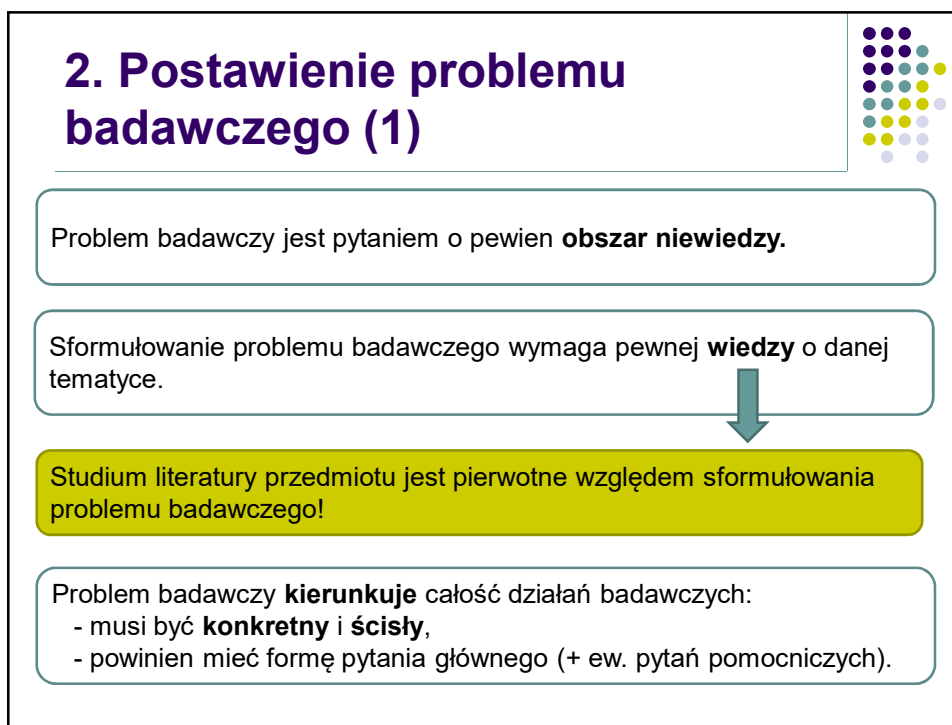 2. Postawienie problemu
badawczego (1)
Problem badawczy jest pytaniem o pewien obszar niewiedzy.
Sformułowanie problemu badawczego wymaga pewnej wiedzy o danej
tematyce.
Studium literatury przedmiotu jest pierwotne względem sformułowania
problemu badawczego!
Problem badawczy kierunkuje całość działań badawczych:
- musi być konkretny i ścisły,
- powinien mieć formę pytania głównego (+ ew. pytań pomocniczych).